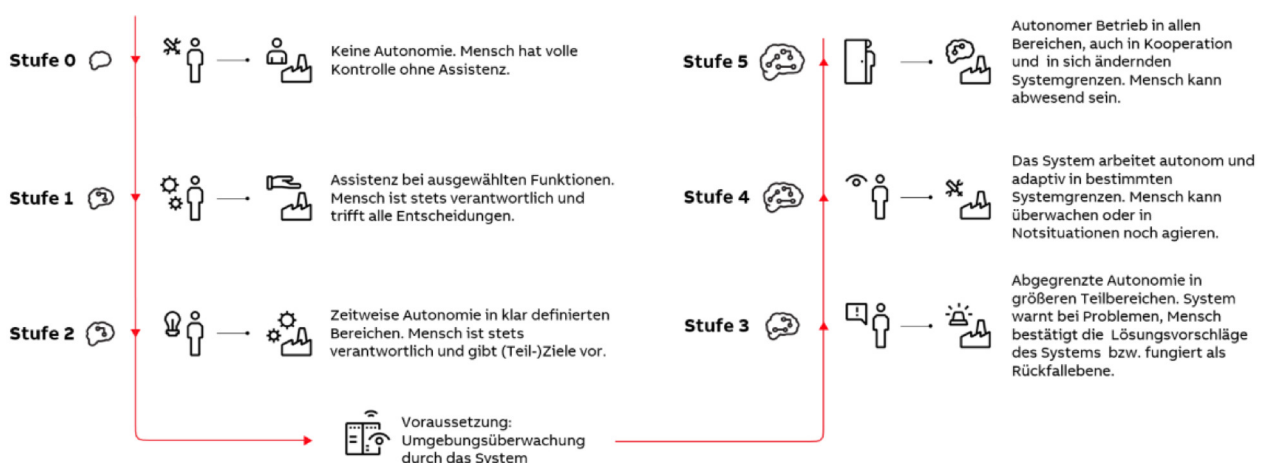 Stufe 0
Keine Autonomie. Mensch hat volle
Kontrolle ohne Assistenz.
Stufe 1
Assistenz bei ausgewählten Funktionen.
Mensch ist stets verantwortlich und
trifft alle Entscheidungen.
Stufe 2
Zeitweise Autonomie in klar definierten
Bereichen. Mensch ist stets
verantwortlich und gibt (Teil-)Ziele vor.
Voraussetzung:
Umgebungsüberwachung
durch das System
Stufe 5
Autonomer Betrieb in allen
Bereichen, auch in Kooperation
und in sich ändernden
Systemgrenzen. Mensch kann
abwesend sein.
Stufe 4
Das System arbeitet autonom und
adaptiv in bestimmten
Systemgrenzen. Mensch kann
überwachen oder in
Notsituationen noch agieren.
Stufe 3
Abgegrenzte Autonomie in
größeren Teilbereichen. System
warnt bei Problemen, Mensch
bestätigt die Lösungsvorschläge
des Systems bzw. fungiert als
Rückfallebene.